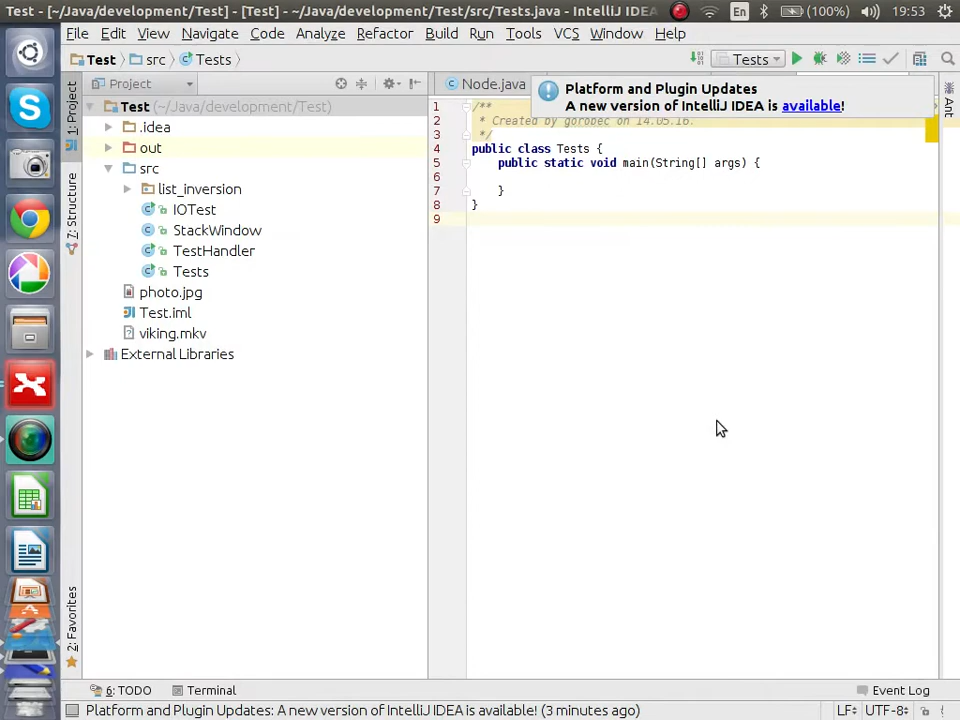 Test - [~/Java/development/Test] - [Test] - ~/Java/development/Test/src/Tests.java - IntelliJ IDEA
En
(100%)
19:53
File Edit View Navigate Code Analyze Refactor Build Run Tools VCS Window Help
Test src Tests
Tests
1: Project
Project
Node.java
Platform and Plugin Updates
A new version of IntelliJ IDEA is available!
Ant
Test (~/Java/development/Test)
.idea
out
src
list_inversion
IOTest
StackWindow
TestHandler
Tests
photo.jpg
Test.iml
viking.mkv
External Libraries
7: Structure
2: Favorites
1 /**
2 * Created by gorobec on 14.05.16.
3 */
4 public class Tests {
5 public static void main(String[] args) {
6
7 }
8 }
9
6: TODO Terminal Event Log
Platform and Plugin Updates: A new version of IntelliJ IDEA is available! (3 minutes ago) LF UTF-8